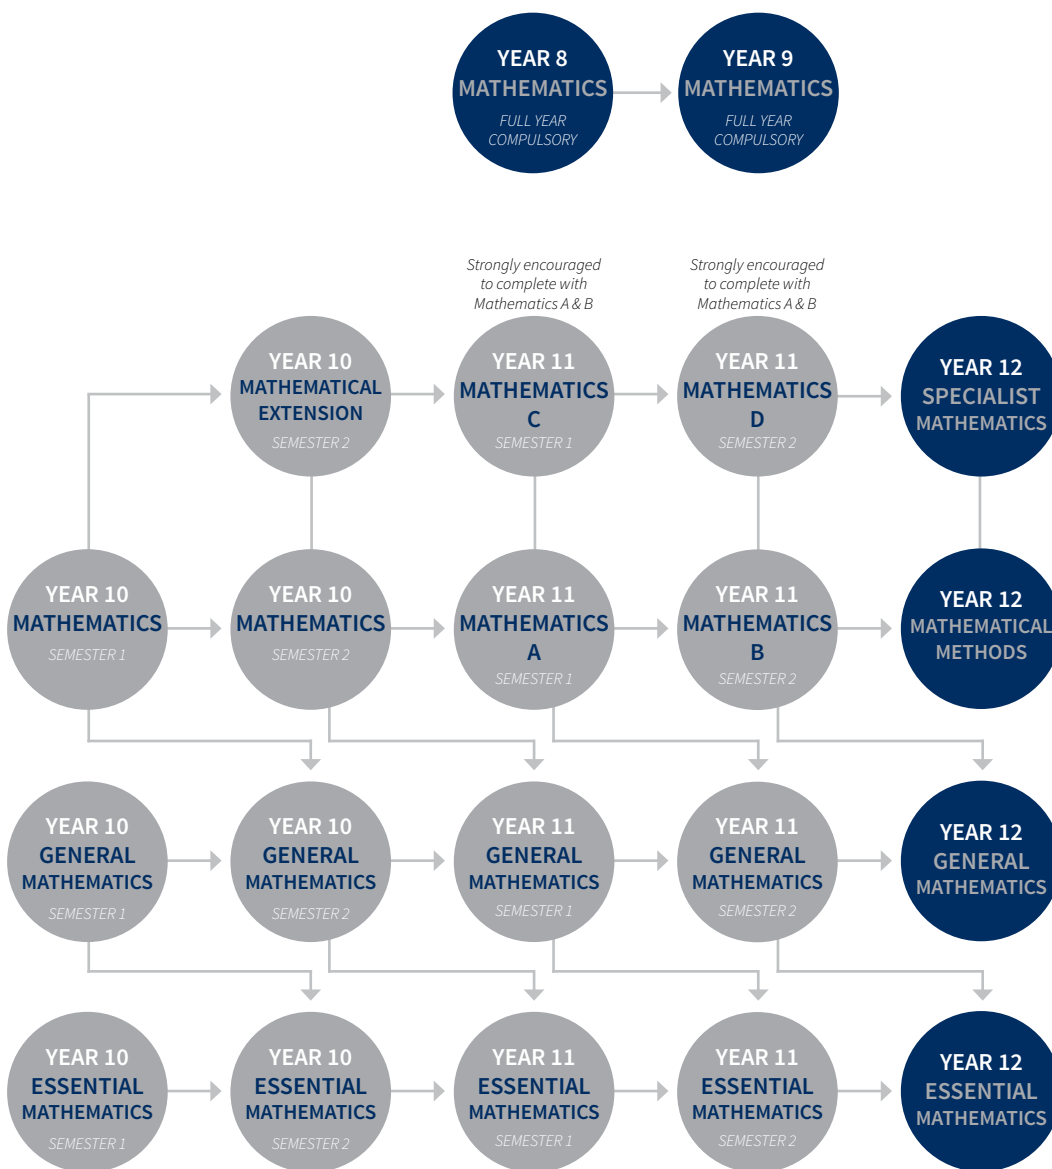 YEAR 8
MATHEMATICS
FULL YEAR
COMPULSORY
YEAR 9
MATHEMATICS
FULL YEAR
COMPULSORY
Strongly encouraged
to complete with
Mathematics A & B
Strongly encouraged
to complete with
Mathematics A & B
YEAR 10
MATHEMATICAL
EXTENSION
SEMESTER 2
YEAR 11
MATHEMATICS
C
SEMESTER 1
YEAR 11
MATHEMATICS
D
SEMESTER 2
YEAR 12
SPECIALIST
MATHEMATICS
YEAR 10
MATHEMATICS
SEMESTER 1
YEAR 10
MATHEMATICS
SEMESTER 2
YEAR 11
MATHEMATICS
A
SEMESTER 1
YEAR 11
MATHEMATICS
B
SEMESTER 2
YEAR 12
MATHEMATICAL
METHODS
YEAR 10
GENERAL
MATHEMATICS
SEMESTER 1
YEAR 10
GENERAL
MATHEMATICS
SEMESTER 2
YEAR 11
GENERAL
MATHEMATICS
SEMESTER 1
YEAR 11
GENERAL
MATHEMATICS
SEMESTER 2
YEAR 12
GENERAL
MATHEMATICS
YEAR 10
ESSENTIAL
MATHEMATICS
SEMESTER 1
YEAR 10
ESSENTIAL
MATHEMATICS
SEMESTER 2
YEAR 11
ESSENTIAL
MATHEMATICS
SEMESTER 1
YEAR 11
ESSENTIAL
MATHEMATICS
SEMESTER 2
YEAR 12
ESSENTIAL
MATHEMATICS